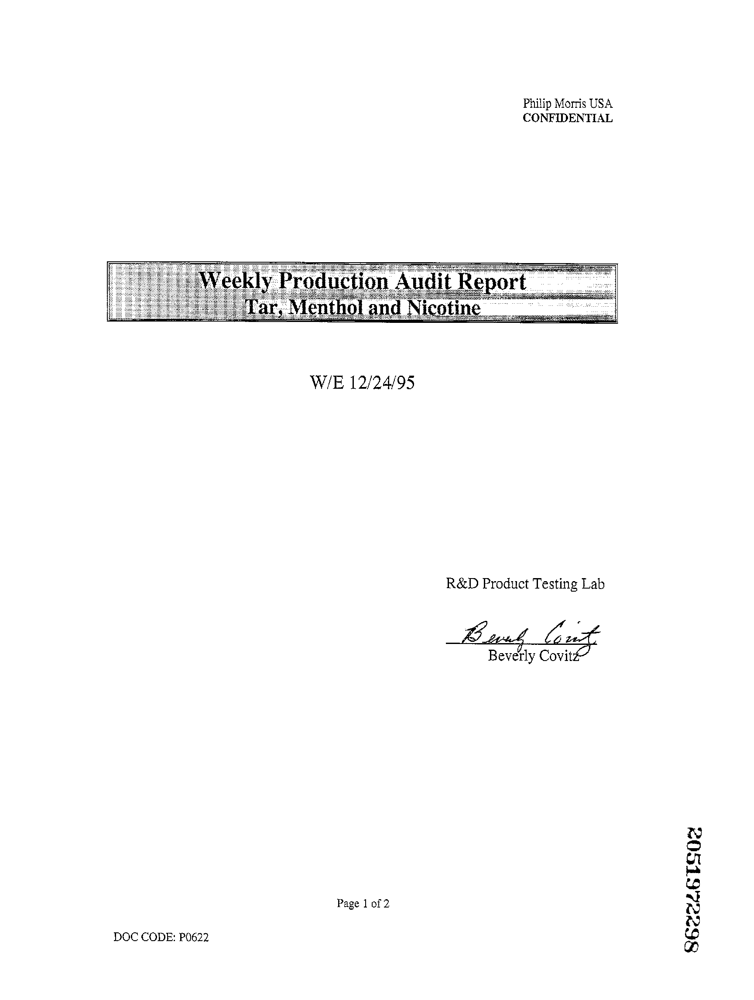 Philip Morris USA
CONFIDENTIAL
Weekly Production Audit Report
Tar, Menthol and Nicotine
W/E 12/24/95
R&D Product Testing Lab
Beverly Covitz
Beverly Covitz
Page 1 of 2
DOC CODE: P0622
2051972298